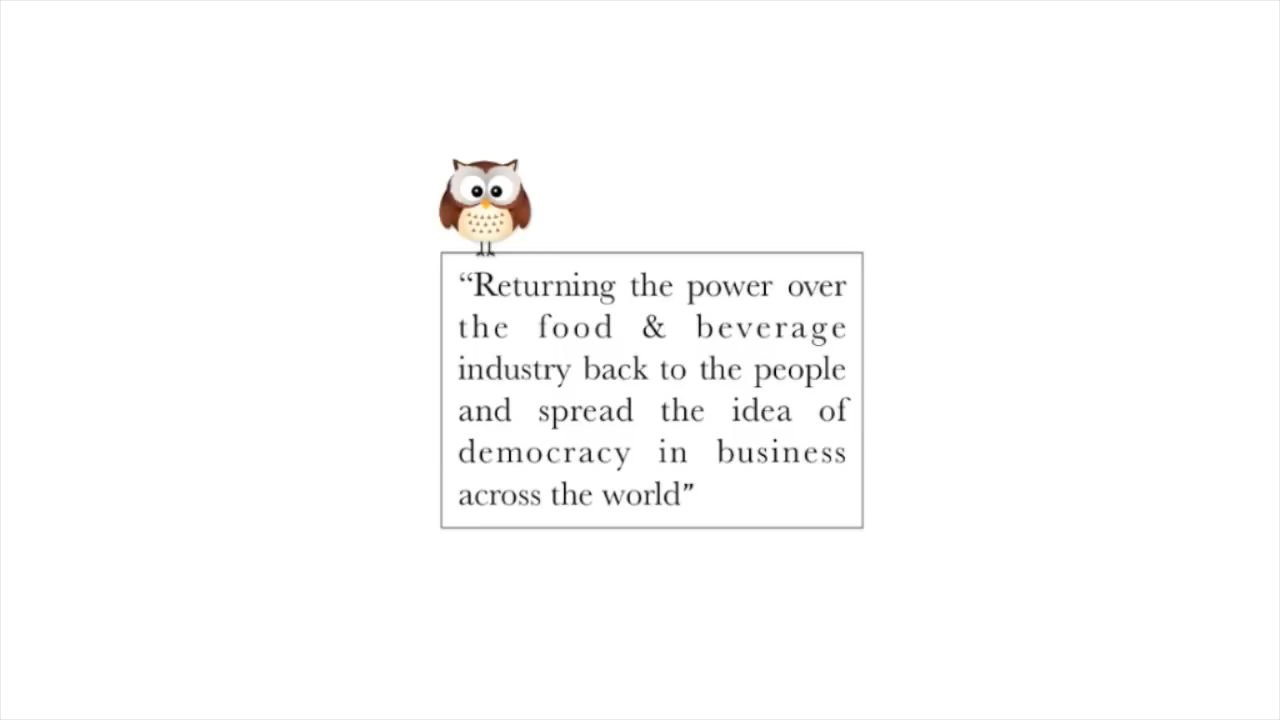 “Returning the power over
the food & beverage
industry back to the people
and spread the idea of
democracy in business
across the world”